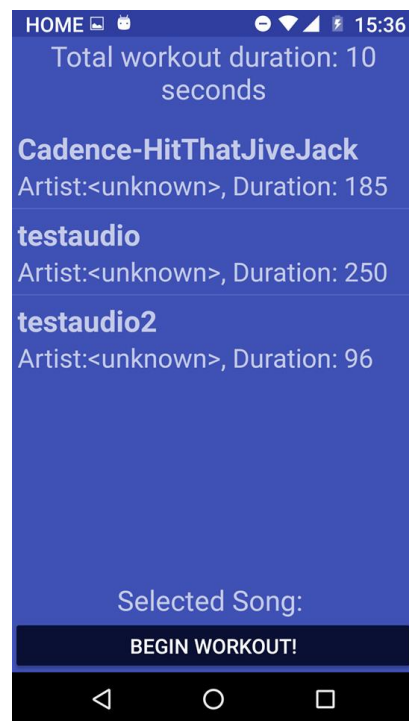 HOME 15:36
Total workout duration: 10
seconds
Cadence-HitThatJiveJack
Artist:<unknown>, Duration: 185
testaudio
Artist:<unknown>, Duration: 250
testaudio2
Artist:<unknown>, Duration: 96
Selected Song:
BEGIN WORKOUT!